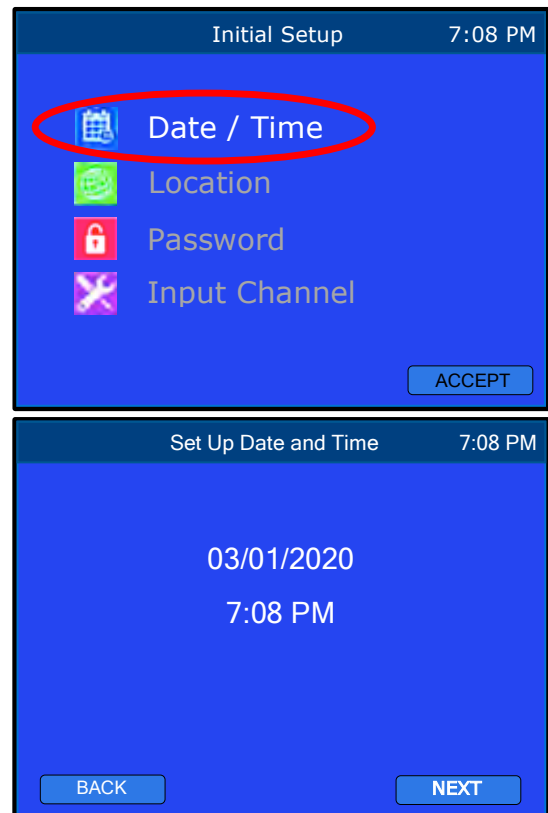 Initial Setup 7:08 PM
Date / Time
Location
Password
Input Channel
ACCEPT
Set Up Date and Time 7:08 PM
03/01/2020
7:08 PM
BACK NEXT